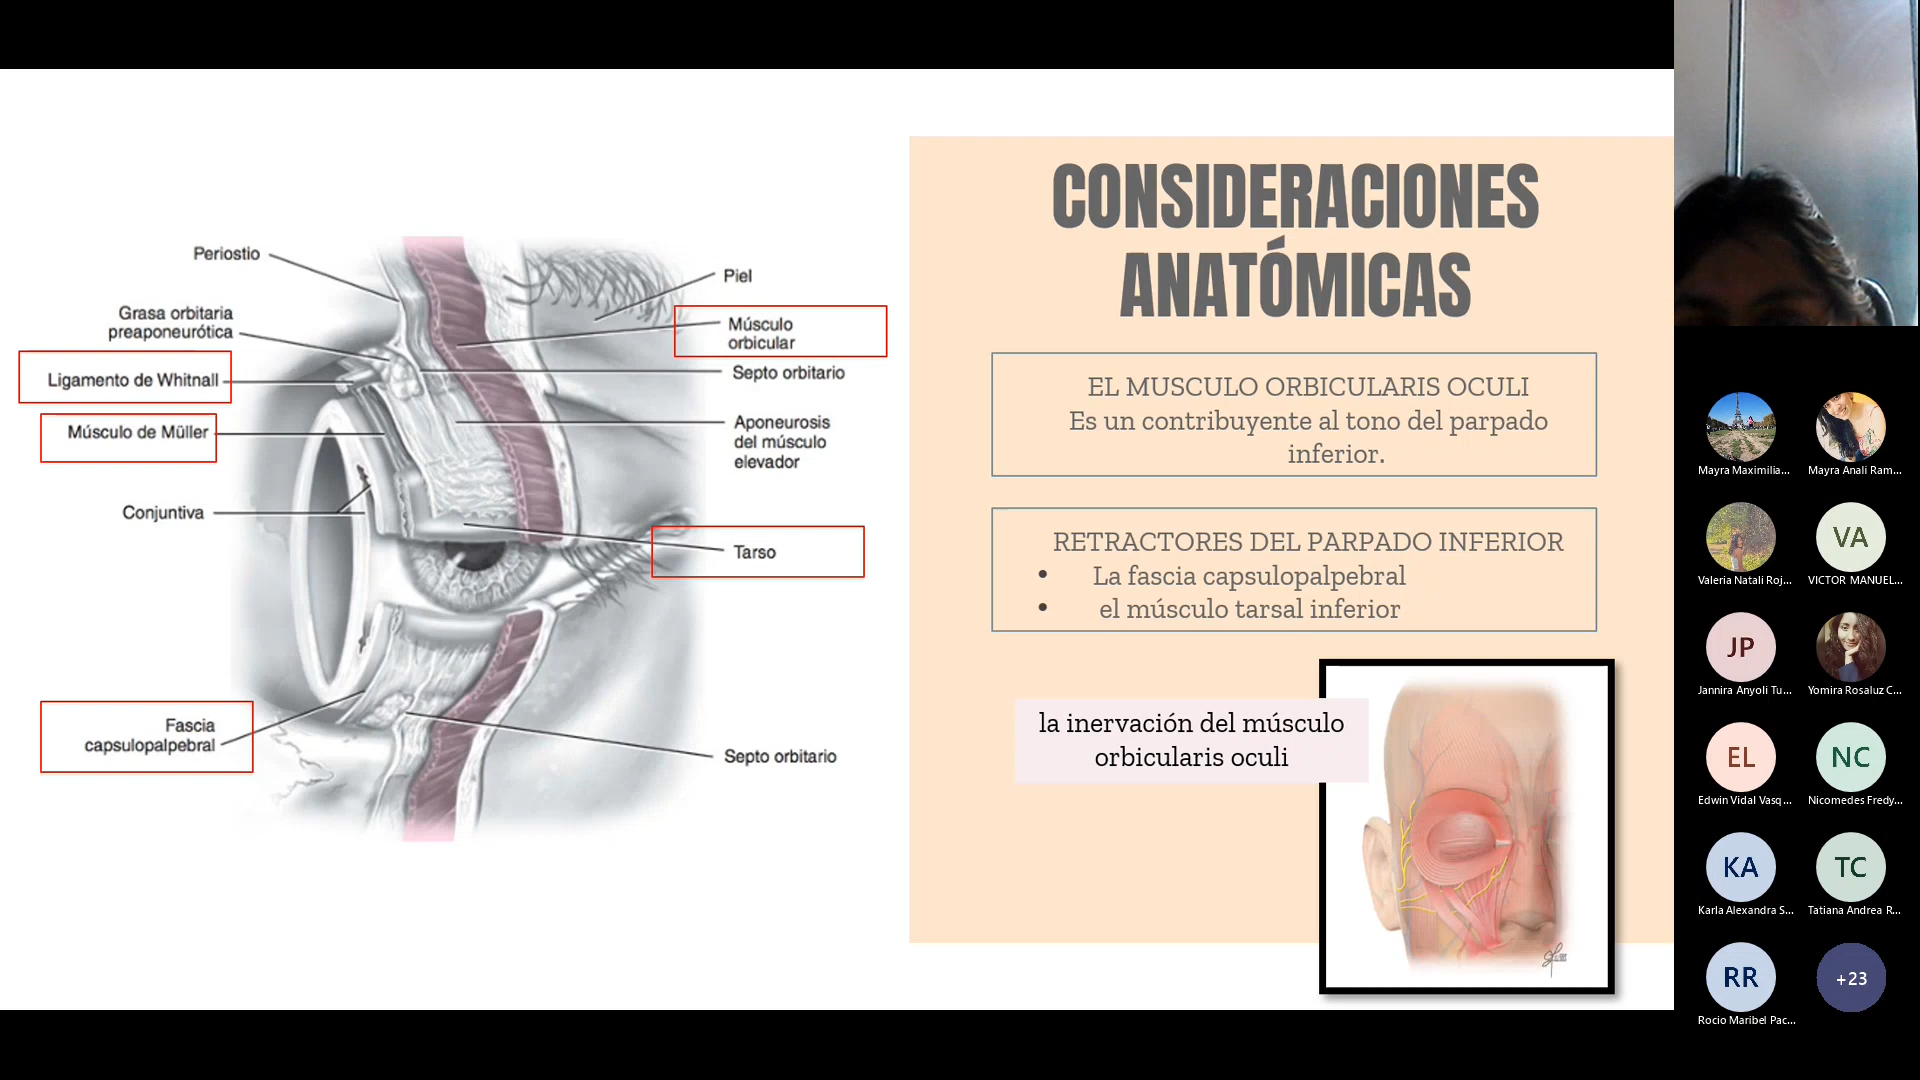 Periostio
Grasa orbitaria
preaponeurótica
Ligamento de Whitnall
Músculo de Müller
Conjuntiva
Fascia
capsulopalpebral
Piel
Músculo
orbicular
Septo orbitario
Aponeurosis
del músculo
elevador
Tarso
Septo orbitario
CONSIDERACIONES
ANATÓMICAS
EL MUSCULO ORBICULARIS OCULI
Es un contribuyente al tono del parpado
inferior.
RETRACTORES DEL PARPADO INFERIOR
• La fascia capsulopalpebral
• el músculo tarsal inferior
la inervación del músculo
orbicularis oculi
Mayra Maximilia...
Mayra Anali Ram...
VA
Valeria Natali Roj...
VICTOR MANUEL...
JP
Jannira Anyoli Tu...
Yomira Rosaluz C...
EL
NC
Edwin Vidal Vasq...
Nicomedes Fredy...
KA
TC
Karla Alexandra S...
Tatiana Andrea R...
RR
+23
Rocio Maribel Pac...